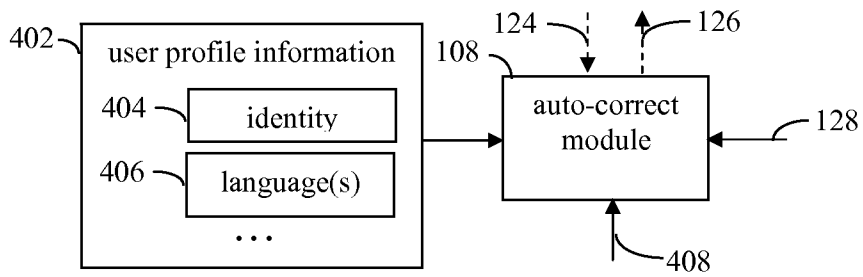 402
user profile information
404
identity
406
language(s)
...
124
126
108
auto-correct
module
128
408